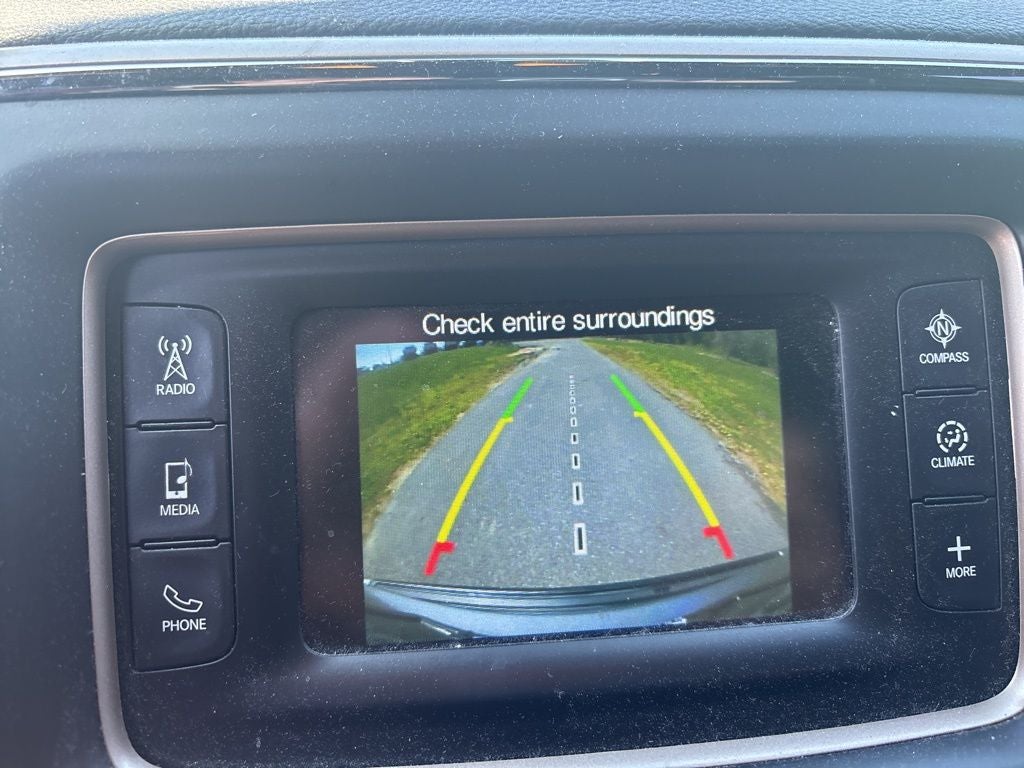 Check entire surroundings
RADIO
MEDIA
PHONE
N
COMPASS
CLIMATE
MORE